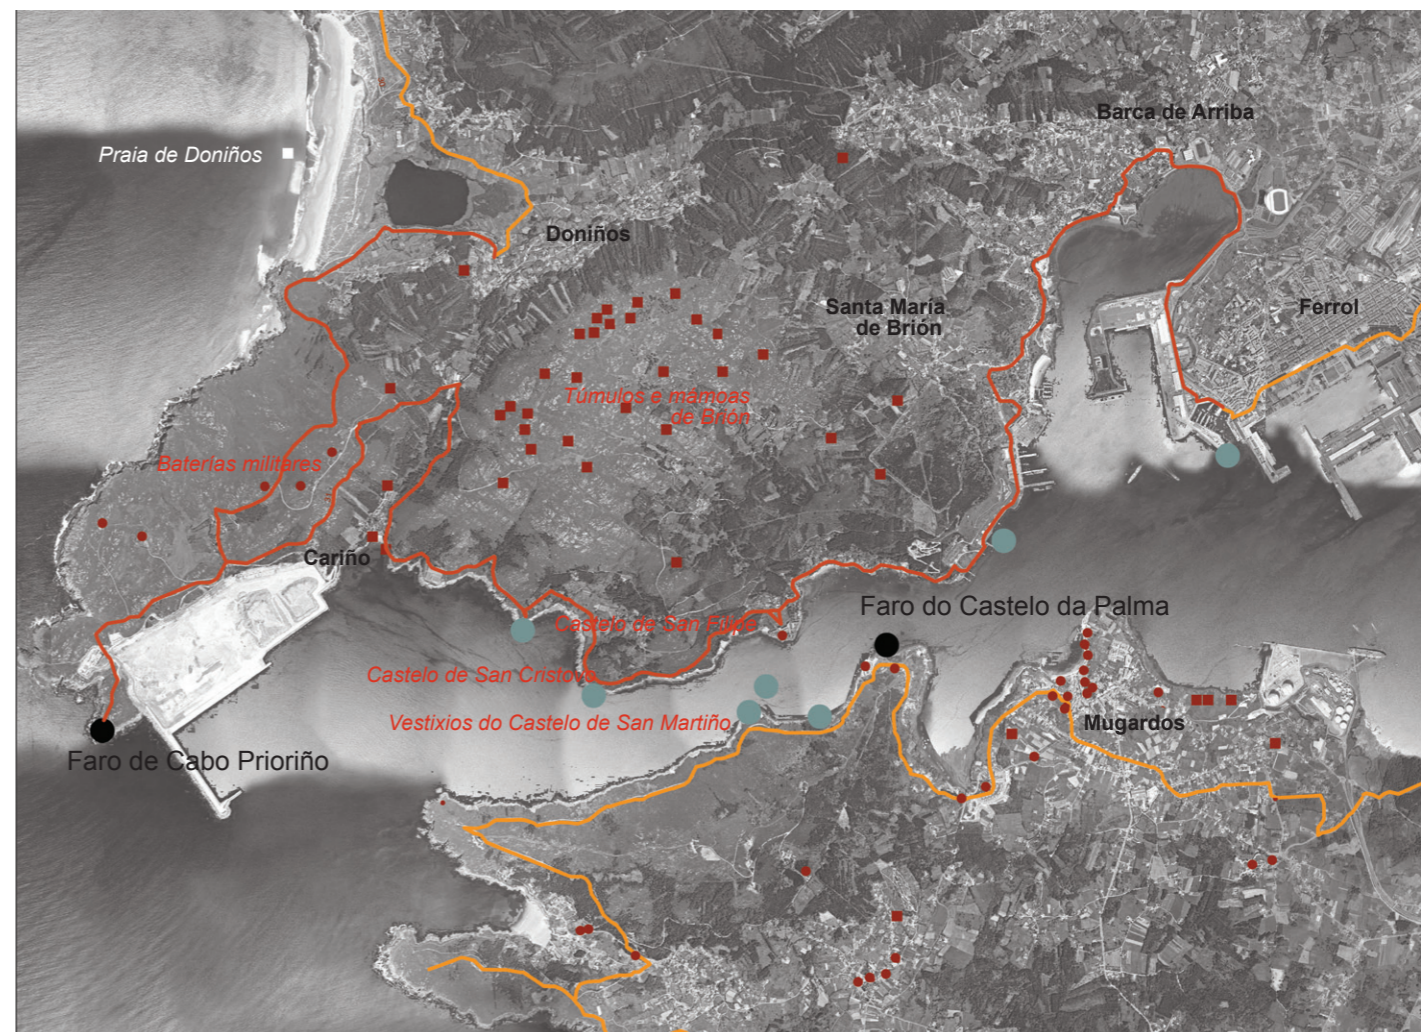 Barca de Arriba
Praia de Doniños
Doniños
Santa María
de Brión
Ferrol
Túmulos e mámoas
de Brión
Baterías militares
Cariño
Faro do Castelo da Palma
Castelo de San Filipe
Castelo de San Cristovo
Vestixios do Castelo de San Martiño
Mugardos
Faro de Cabo Prioriño